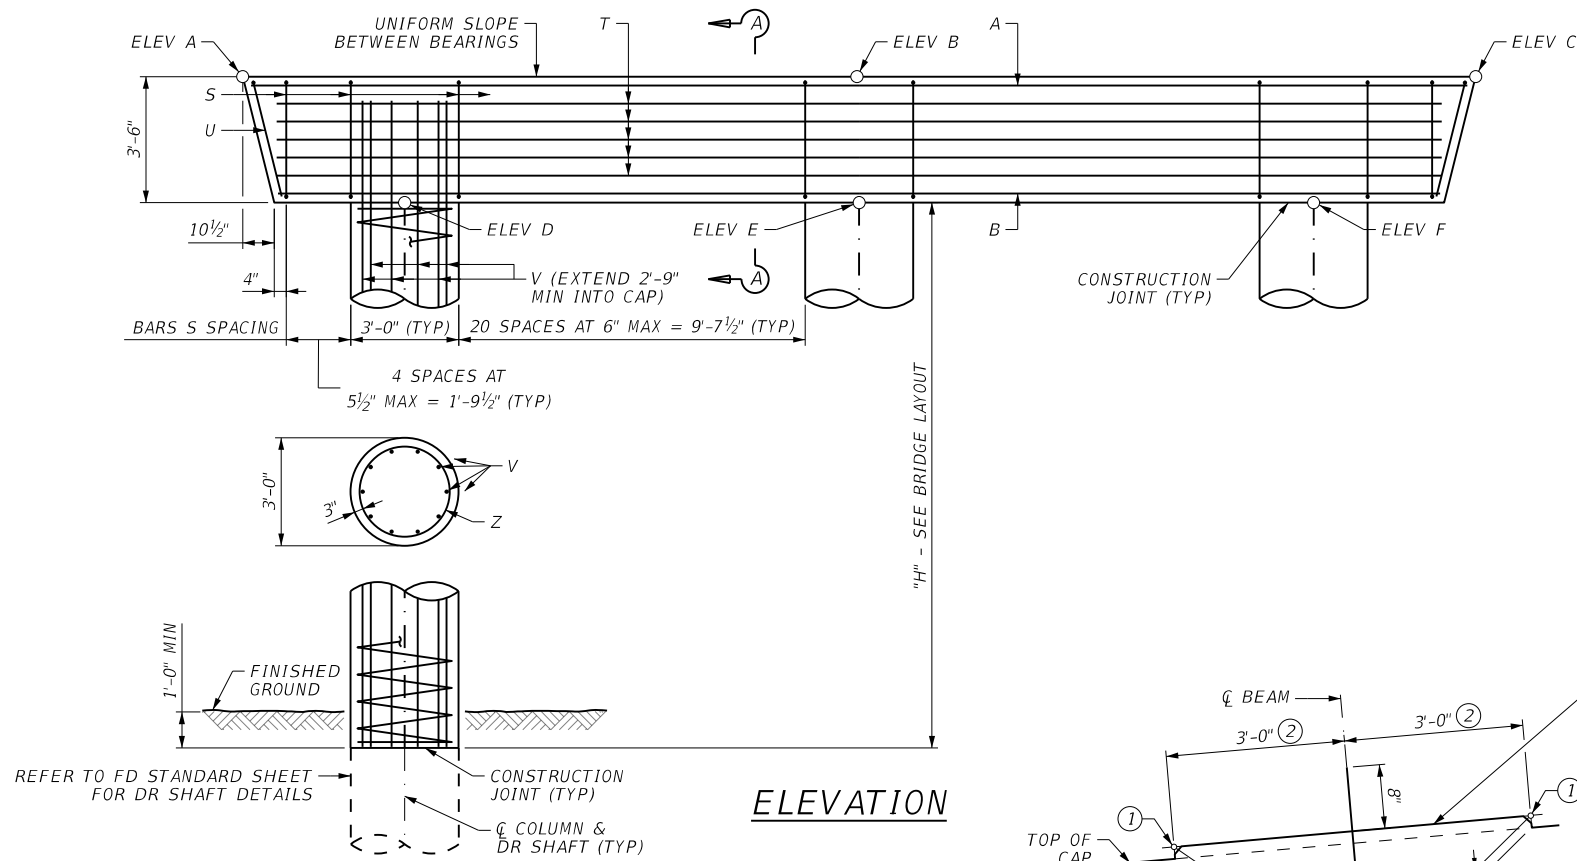 UNIFORM SLOPE
BETWEEN BEARINGS
T
A
A
ELEV A
ELEV B
ELEV C
S
U
3'-6"
10½"
4"
ELEV D
ELEV E
B
ELEV F
V (EXTEND 2'-9"
MIN INTO CAP)
A
CONSTRUCTION
JOINT (TYP)
BARS S SPACING
3'-0" (TYP)
20 SPACES AT 6" MAX = 9'-7½" (TYP)
4 SPACES AT
5½" MAX = 1'-9½" (TYP)
"H" - SEE BRIDGE LAYOUT
3'-0"
3"
V
Z
1'-0" MIN
FINISHED
GROUND
REFER TO FD STANDARD SHEET
FOR DR SHAFT DETAILS
CONSTRUCTION
JOINT (TYP)
℄ COLUMN &
DR SHAFT (TYP)
ELEVATION
℄ BEAM
3'-0" 2
3'-0" 2
8"
1
1
TOP OF
CAP